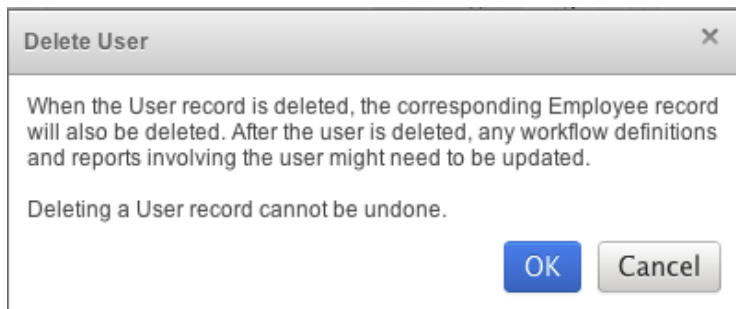 Delete User
When the User record is deleted, the corresponding Employee record
will also be deleted. After the user is deleted, any workflow definitions
and reports involving the user might need to be updated.
Deleting a User record cannot be undone.
OK Cancel